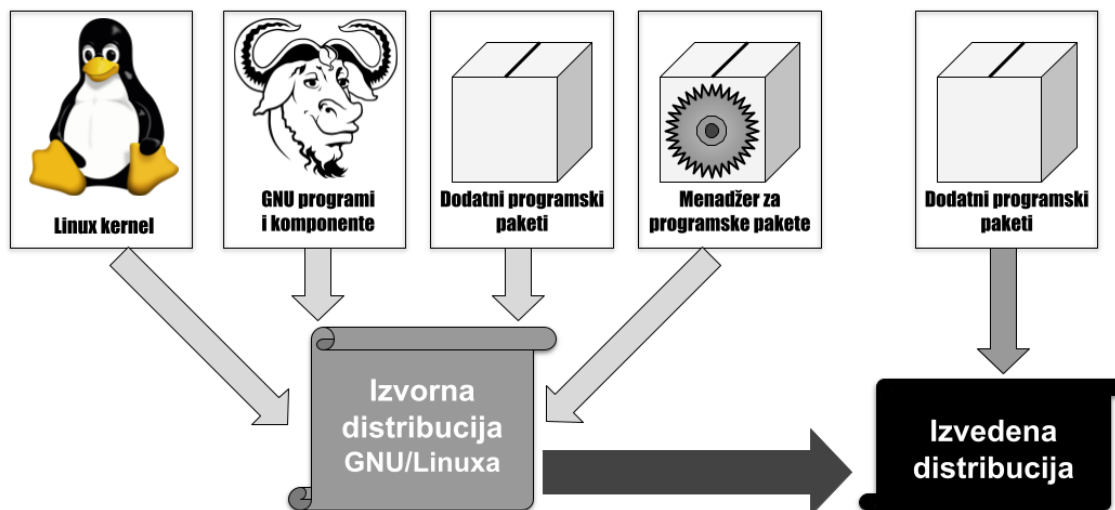 Linux kernel
GNU programi
i komponente
Dodatni programski
paketi
Menadžer za
programske pakete
Dodatni programski
paketi
Izvorna
distribucija
GNU/Linuxa
Izvedena
distribucija